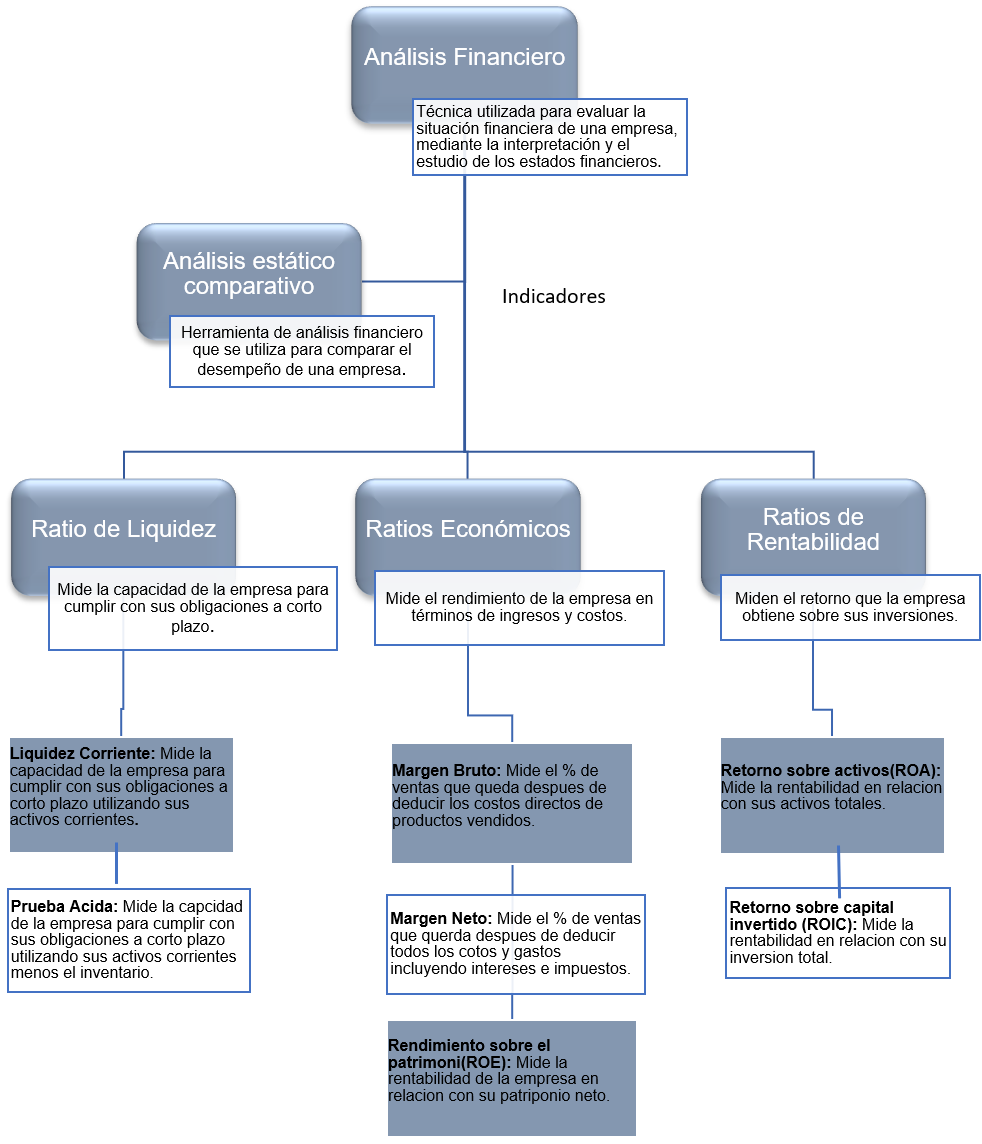 Análisis Financiero
Técnica utilizada para evaluar la
situación financiera de una empresa,
mediante la interpretación y el
estudio de los estados financieros.
Análisis estático
comparativo
Indicadores
Herramienta de análisis financiero
que se utiliza para comparar el
desempeño de una empresa.
Ratio de Liquidez
Mide la capacidad de la empresa para
cumplir con sus obligaciones a corto
plazo.
Ratios Económicos
Mide el rendimiento de la empresa en
términos de ingresos y costos.
Ratios de
Rentabilidad
Miden el retorno que la empresa
obtiene sobre sus inversiones.
Liquidez Corriente: Mide la
capacidad de la empresa para
cumplir con sus obligaciones a
corto plazo utilizando sus
activos corrientes.
Prueba Acida: Mide la capcidad
de la empresa para cumplir con
sus obligaciones a corto plazo
utilizando sus activos corrientes
menos el inventario.
Margen Bruto: Mide el % de
ventas que queda despues de
deducir los costos directos de
productos vendidos.
Margen Neto: Mide el % de ventas
que querda despues de deducir
todos los cotos y gastos
incluyendo intereses e impuestos.
Rendimiento sobre el
patrimoni(ROE): Mide la
rentabilidad de la empresa en
relacion con su patriponio neto.
Retorno sobre activos(ROA):
Mide la rentabilidad en relacion
con sus activos totales.
Retorno sobre capital
invertido (ROIC): Mide la
rentabilidad en relacion con su
inversion total.